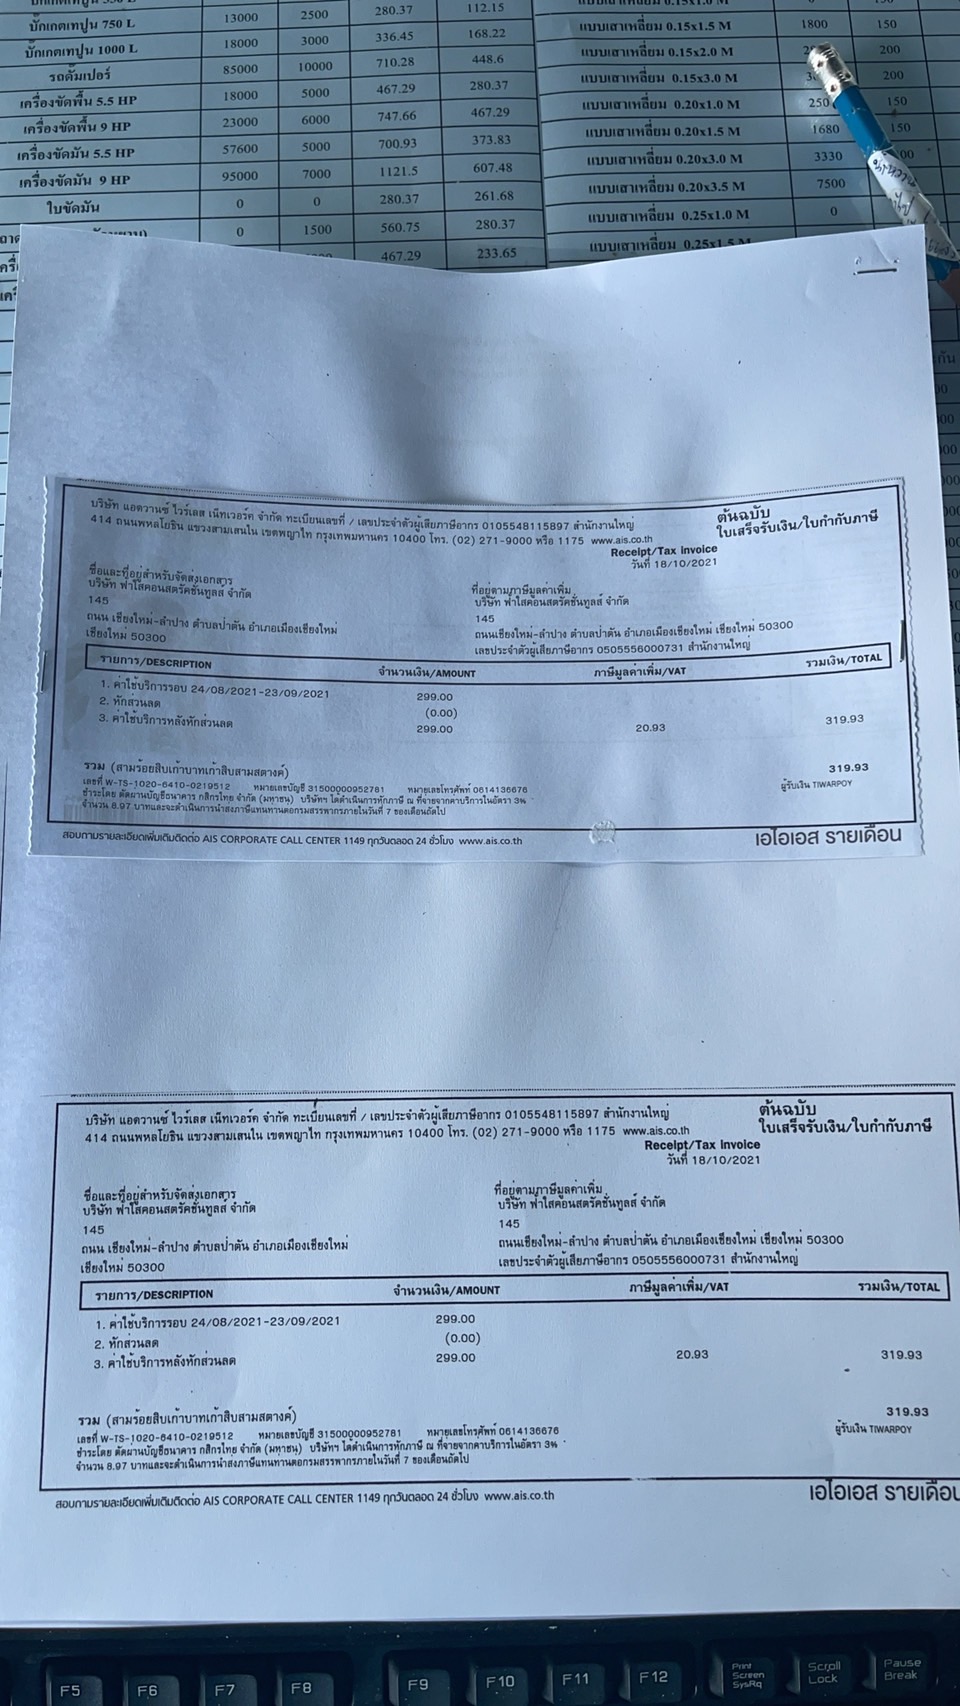 บั๊กเกตเทปูน 750 L 13000 2500 280.37 112.15
บั๊กเกตเทปูน 1000 L 18000 3000 336.45 168.22
รถดั๊มเปอร์ 85000 10000 710.28 448.6
เครื่องขัดพื้น 5.5 HP 18000 5000 467.29 280.37
เครื่องขัดพื้น 9 HP 23000 6000 747.66 467.29
เครื่องขัดมัน 5.5 HP 57600 5000 700.93 373.83
เครื่องขัดมัน 9 HP 95000 7000 1121.5 607.48
ใบขัดมัน 0 0 280.37 261.68
0 1500 560.75 280.37
467.29 233.65
แบบเสาเหลี่ยม 0.15x1.5 M 1800 150
แบบเสาเหลี่ยม 0.15x2.0 M 200
แบบเสาเหลี่ยม 0.15x3.0 M 200
แบบเสาเหลี่ยม 0.20x1.0 M 150
แบบเสาเหลี่ยม 0.20x1.5 M 1680 150
แบบเสาเหลี่ยม 0.20x3.0 M 3330
แบบเสาเหลี่ยม 0.20x3.5 M 7500
แบบเสาเหลี่ยม 0.25x1.0 M 0
แบบเสาเหลี่ยม 0.25x1.5 M
บริษัท แอดวานซ์ ไวร์เลส เน็ทเวอร์ค จำกัด ทะเบียนเลขที่ / เลขประจำตัวผู้เสียภาษีอากร 0105548115897 สำนักงานใหญ่
414 ถนนพหลโยธิน แขวงสามเสนใน เขตพญาไท กรุงเทพมหานคร 10400 โทร. (02) 271-9000 หรือ 1175 www.ais.co.th
ต้นฉบับ
ใบเสร็จรับเงิน/ใบกำกับภาษี
Receipt/Tax Invoice
วันที่ 18/10/2021
ชื่อและที่อยู่สำหรับจัดส่งเอกสาร
บริษัท ฟ้าใสคอนสตรัคชั่นทูลส์ จำกัด
145
ถนน เชียงใหม่-ลำปาง ตำบลป่าตัน อำเภอเมืองเชียงใหม่
เชียงใหม่ 50300
ที่อยู่ตามภาษีมูลค่าเพิ่ม
บริษัท ฟ้าใสคอนสตรัคชั่นทูลส์ จำกัด
145
ถนนเชียงใหม่-ลำปาง ตำบลป่าตัน อำเภอเมืองเชียงใหม่ เชียงใหม่ 50300
เลขประจำตัวผู้เสียภาษีอากร 0505556000731 สำนักงานใหญ่
รายการ/DESCRIPTION จำนวนเงิน/AMOUNT ภาษีมูลค่าเพิ่ม/VAT รวมเงิน/TOTAL
1. ค่าใช้บริการรอบ 24/08/2021-23/09/2021 299.00
2. หักส่วนลด (0.00)
3. ค่าใช้บริการหลังหักส่วนลด 299.00 20.93 319.93
รวม (สามร้อยสิบเก้าบาทเก้าสิบสามสตางค์) 319.93
เลขที่ W-TS-1020-6410-0219512 หมายเลขบัญชี 31500000952781 หมายเลขโทรศัพท์ 0614136676 ผู้รับเงิน TIWARPOY
ชำระโดย ตัดผ่านบัญชีธนาคาร กสิกรไทย จำกัด (มหาชน) บริษัทฯ ได้ดำเนินการหักภาษี ณ ที่จ่ายจากค่าบริการในอัตรา 3%
จำนวน 8.97 บาทและจะดำเนินการนำส่งภาษีแทนท่านต่อกรมสรรพากรภายในวันที่ 7 ของเดือนถัดไป
สอบถามรายละเอียดเพิ่มเติมติดต่อ AIS CORPORATE CALL CENTER 1149 ทุกวันตลอด 24 ชั่วโมง www.ais.co.th
เอไอเอส รายเดือน
บริษัท แอดวานซ์ ไวร์เลส เน็ทเวอร์ค จำกัด ทะเบียนเลขที่ / เลขประจำตัวผู้เสียภาษีอากร 0105548115897 สำนักงานใหญ่
414 ถนนพหลโยธิน แขวงสามเสนใน เขตพญาไท กรุงเทพมหานคร 10400 โทร. (02) 271-9000 หรือ 1175 www.ais.co.th
ต้นฉบับ
ใบเสร็จรับเงิน/ใบกำกับภาษี
Receipt/Tax Invoice
วันที่ 18/10/2021
ชื่อและที่อยู่สำหรับจัดส่งเอกสาร
บริษัท ฟ้าใสคอนสตรัคชั่นทูลส์ จำกัด
145
ถนน เชียงใหม่-ลำปาง ตำบลป่าตัน อำเภอเมืองเชียงใหม่
เชียงใหม่ 50300
ที่อยู่ตามภาษีมูลค่าเพิ่ม
บริษัท ฟ้าใสคอนสตรัคชั่นทูลส์ จำกัด
145
ถนนเชียงใหม่-ลำปาง ตำบลป่าตัน อำเภอเมืองเชียงใหม่ เชียงใหม่ 50300
เลขประจำตัวผู้เสียภาษีอากร 0505556000731 สำนักงานใหญ่
รายการ/DESCRIPTION จำนวนเงิน/AMOUNT ภาษีมูลค่าเพิ่ม/VAT รวมเงิน/TOTAL
1. ค่าใช้บริการรอบ 24/08/2021-23/09/2021 299.00
2. หักส่วนลด (0.00)
3. ค่าใช้บริการหลังหักส่วนลด 299.00 20.93 319.93
รวม (สามร้อยสิบเก้าบาทเก้าสิบสามสตางค์) 319.93
เลขที่ W-TS-1020-6410-0219512 หมายเลขบัญชี 31500000952781 หมายเลขโทรศัพท์ 0614136676 ผู้รับเงิน TIWARPOY
ชำระโดย ตัดผ่านบัญชีธนาคาร กสิกรไทย จำกัด (มหาชน) บริษัทฯ ได้ดำเนินการหักภาษี ณ ที่จ่ายจากค่าบริการในอัตรา 3%
จำนวน 8.97 บาทและจะดำเนินการนำส่งภาษีแทนท่านต่อกรมสรรพากรภายในวันที่ 7 ของเดือนถัดไป
สอบถามรายละเอียดเพิ่มเติมติดต่อ AIS CORPORATE CALL CENTER 1149 ทุกวันตลอด 24 ชั่วโมง www.ais.co.th
เอไอเอส รายเดือน
F5 F6 F7 F8 F9 F10 F11 F12 Print Screen SysRq Scroll Lock Pause Break